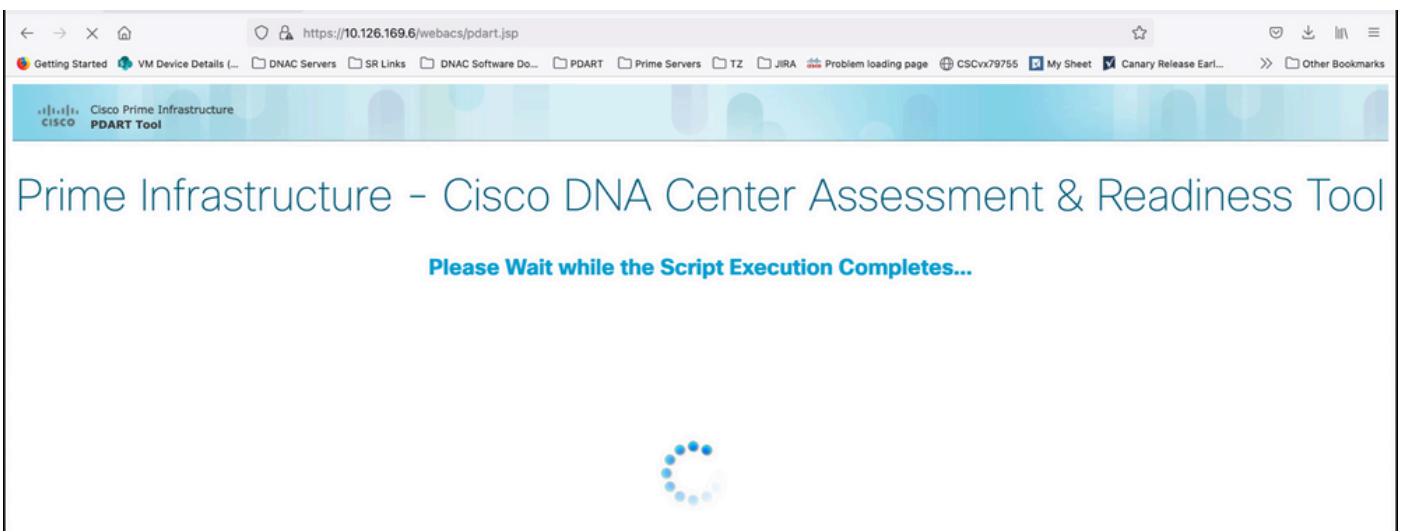 https://10.126.169.6/webacs/pdart.jsp
Getting Started VM Device Details (... DNAC Servers SR Links DNAC Software Do... PDART Prime Servers TZ JIRA Problem loading page CSCvx79755 My Sheet Canary Release Earl... Other Bookmarks
CISCO Cisco Prime Infrastructure
PDART Tool
Prime Infrastructure - Cisco DNA Center Assessment & Readiness Tool
Please Wait while the Script Execution Completes...